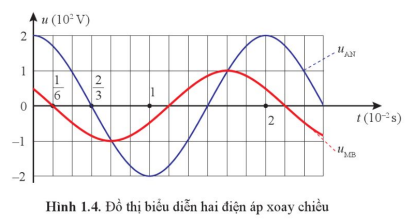 u (10² V)
2
u_AN
1
1/6
2/3
1
0
2
t (10⁻² s)
-1
u_MB
-2
Hình 1.4. Đồ thị biểu diễn hai điện áp xoay chiều